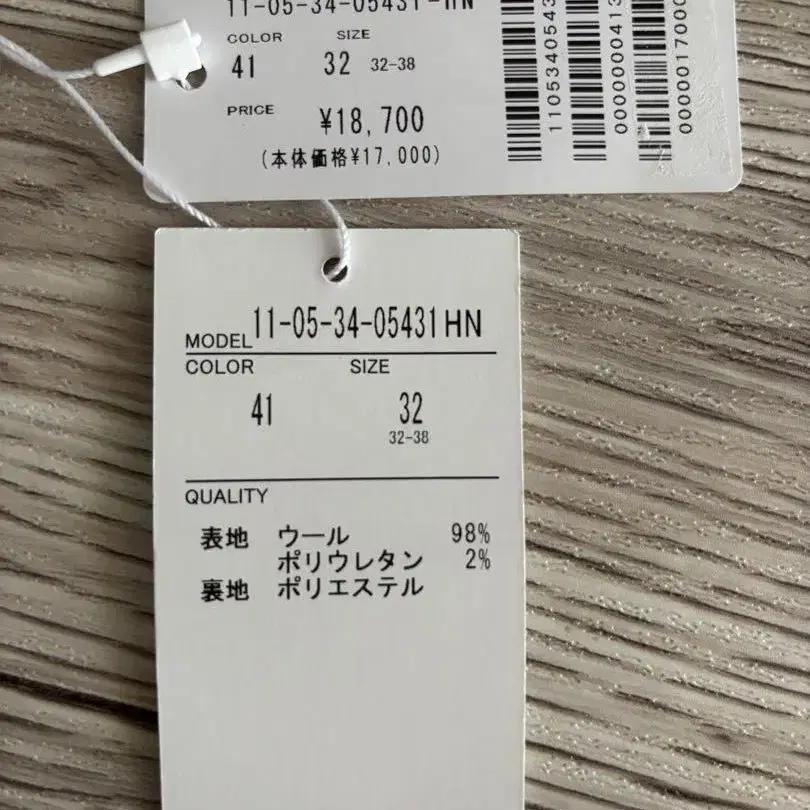 11-05-34-05431-HN
COLOR SIZE
41 32 32-38
PRICE
¥18,700
(本体価格¥17,000)
MODEL 11-05-34-05431HN
COLOR SIZE
41 32
32-38
QUALITY
表地 ウール 98%
ポリウレタン 2%
裏地 ポリエステル